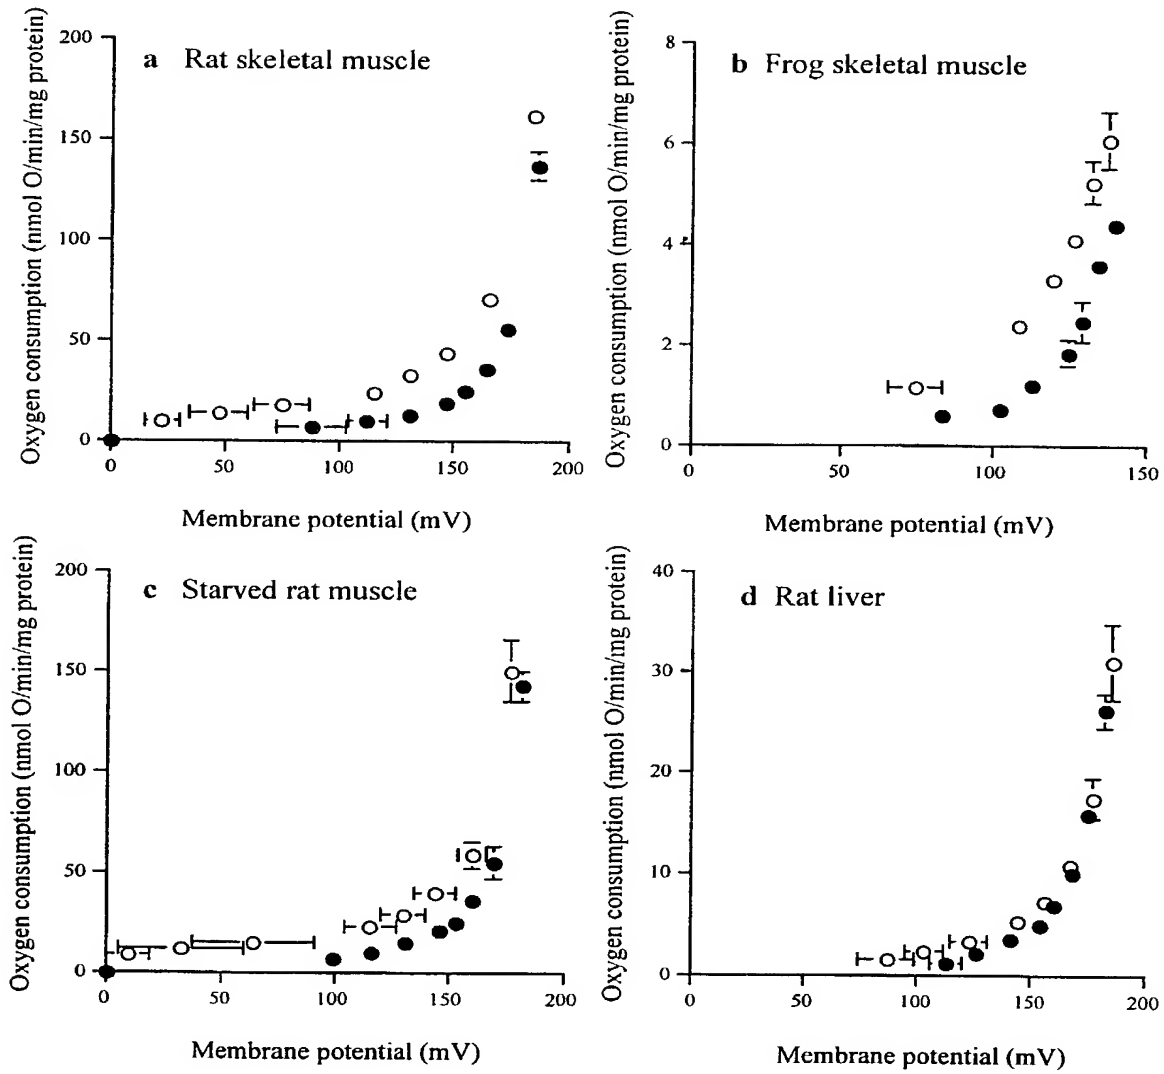 a Rat skeletal muscle
Oxygen consumption (nmol O/min/mg protein)
200
150
100
50
0
0 50 100 150 200
Membrane potential (mV)
b Frog skeletal muscle
Oxygen consumption (nmol O/min/mg protein)
8
6
4
2
0
0 50 100 150
Membrane potential (mV)
c Starved rat muscle
Oxygen consumption (nmol O/min/mg protein)
200
150
100
50
0
0 50 100 150 200
Membrane potential (mV)
d Rat liver
Oxygen consumption (nmol O/min/mg protein)
40
30
20
10
0
0 50 100 150 200
Membrane potential (mV)